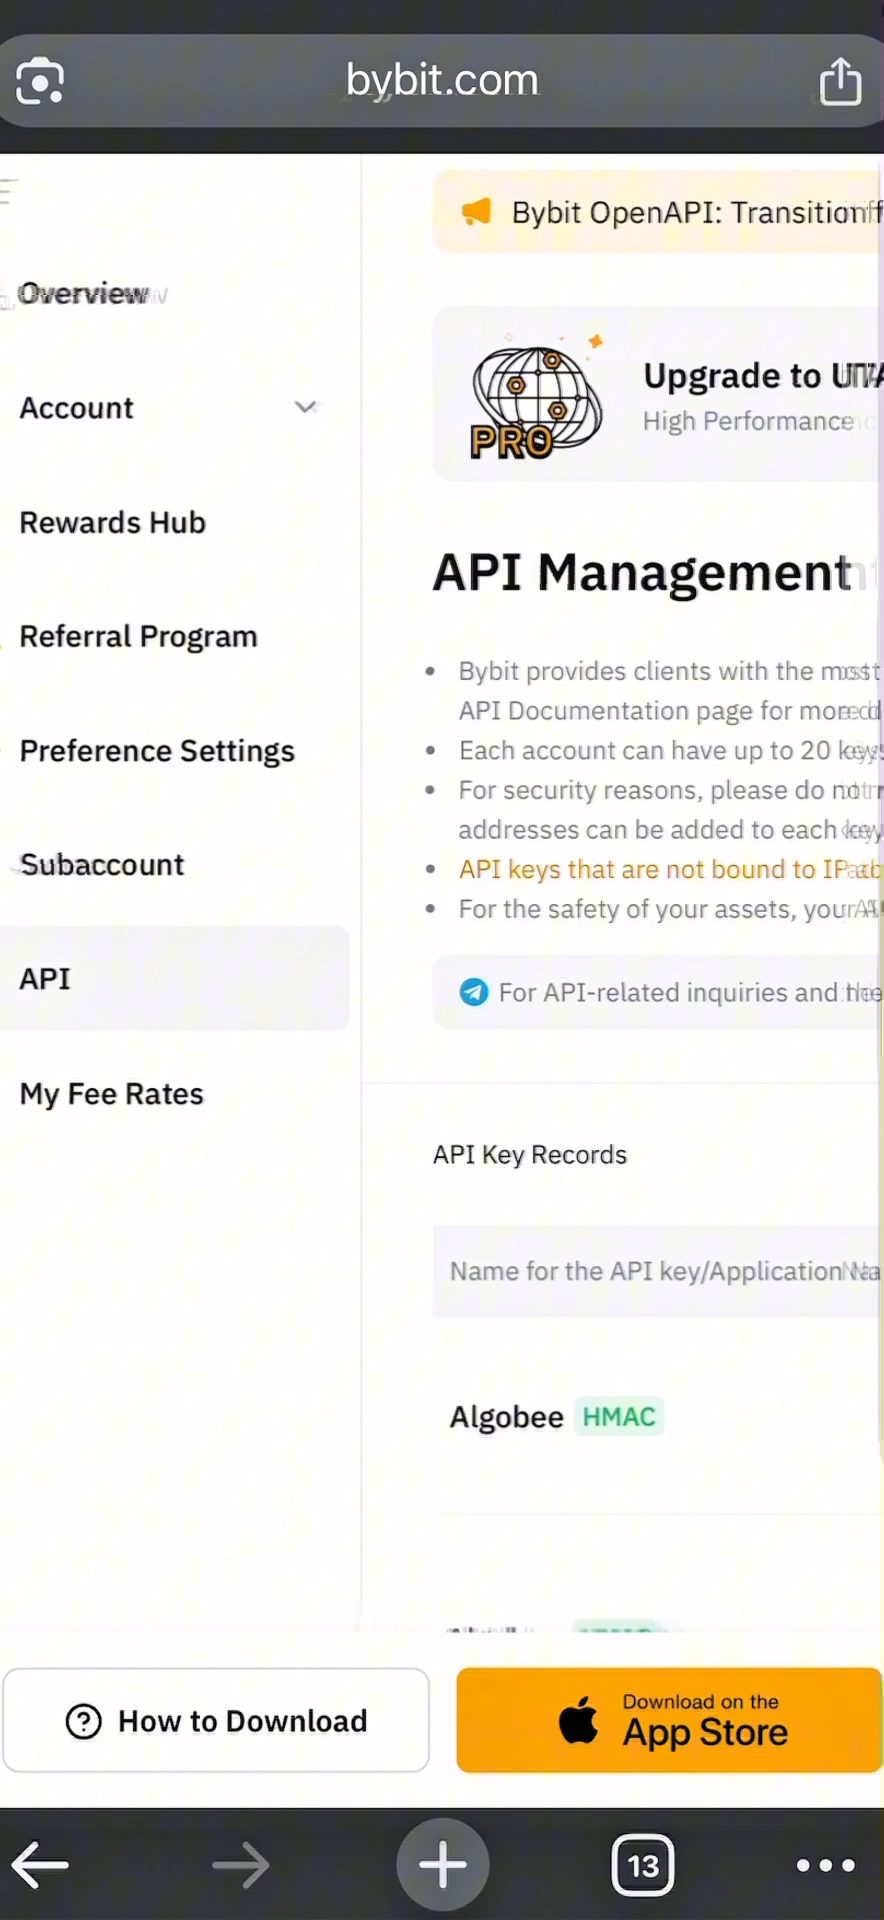 bybit.com
Bybit OpenAPI: Transition
Overview
Account
Rewards Hub
Referral Program
Preference Settings
Subaccount
API
My Fee Rates
PRO
Upgrade to
High Performance
API Management
Bybit provides clients with the most
API Documentation page for more
Each account can have up to 20 keys
For security reasons, please do not
addresses can be added to each key
API keys that are not bound to IP
For the safety of your assets, your
For API-related inquiries and the
API Key Records
Name for the API key/Application
Algobee HMAC
How to Download
Download on the
App Store
13